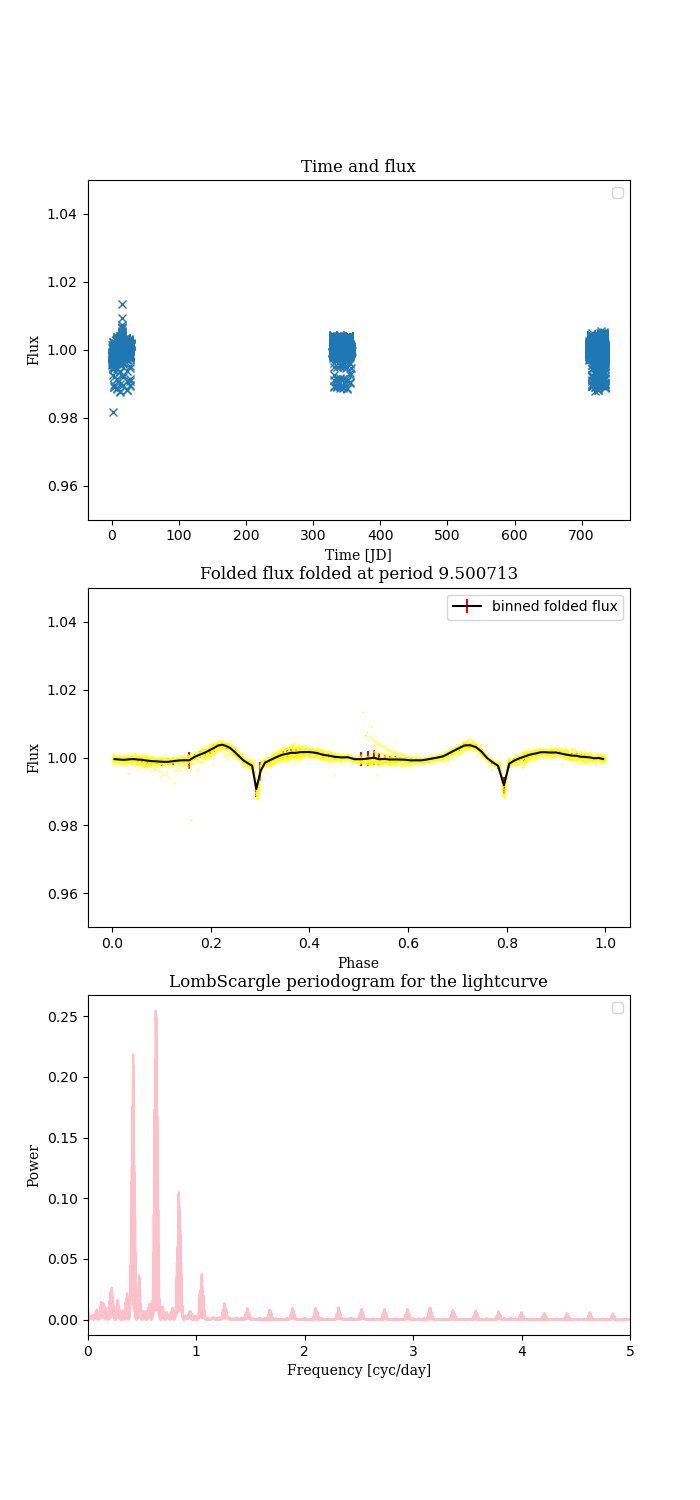 Time and flux
1.04
1.02
1.00
0.98
0.96
Flux
0 100 200 300 400 500 600 700
Time [JD]
Folded flux folded at period 9.500713
binned folded flux
1.04
1.02
1.00
0.98
0.96
Flux
0.0 0.2 0.4 0.6 0.8 1.0
Phase
LombScargle periodogram for the lightcurve
0.25
0.20
0.15
0.10
0.05
0.00
Power
0 1 2 3 4 5
Frequency [cyc/day]